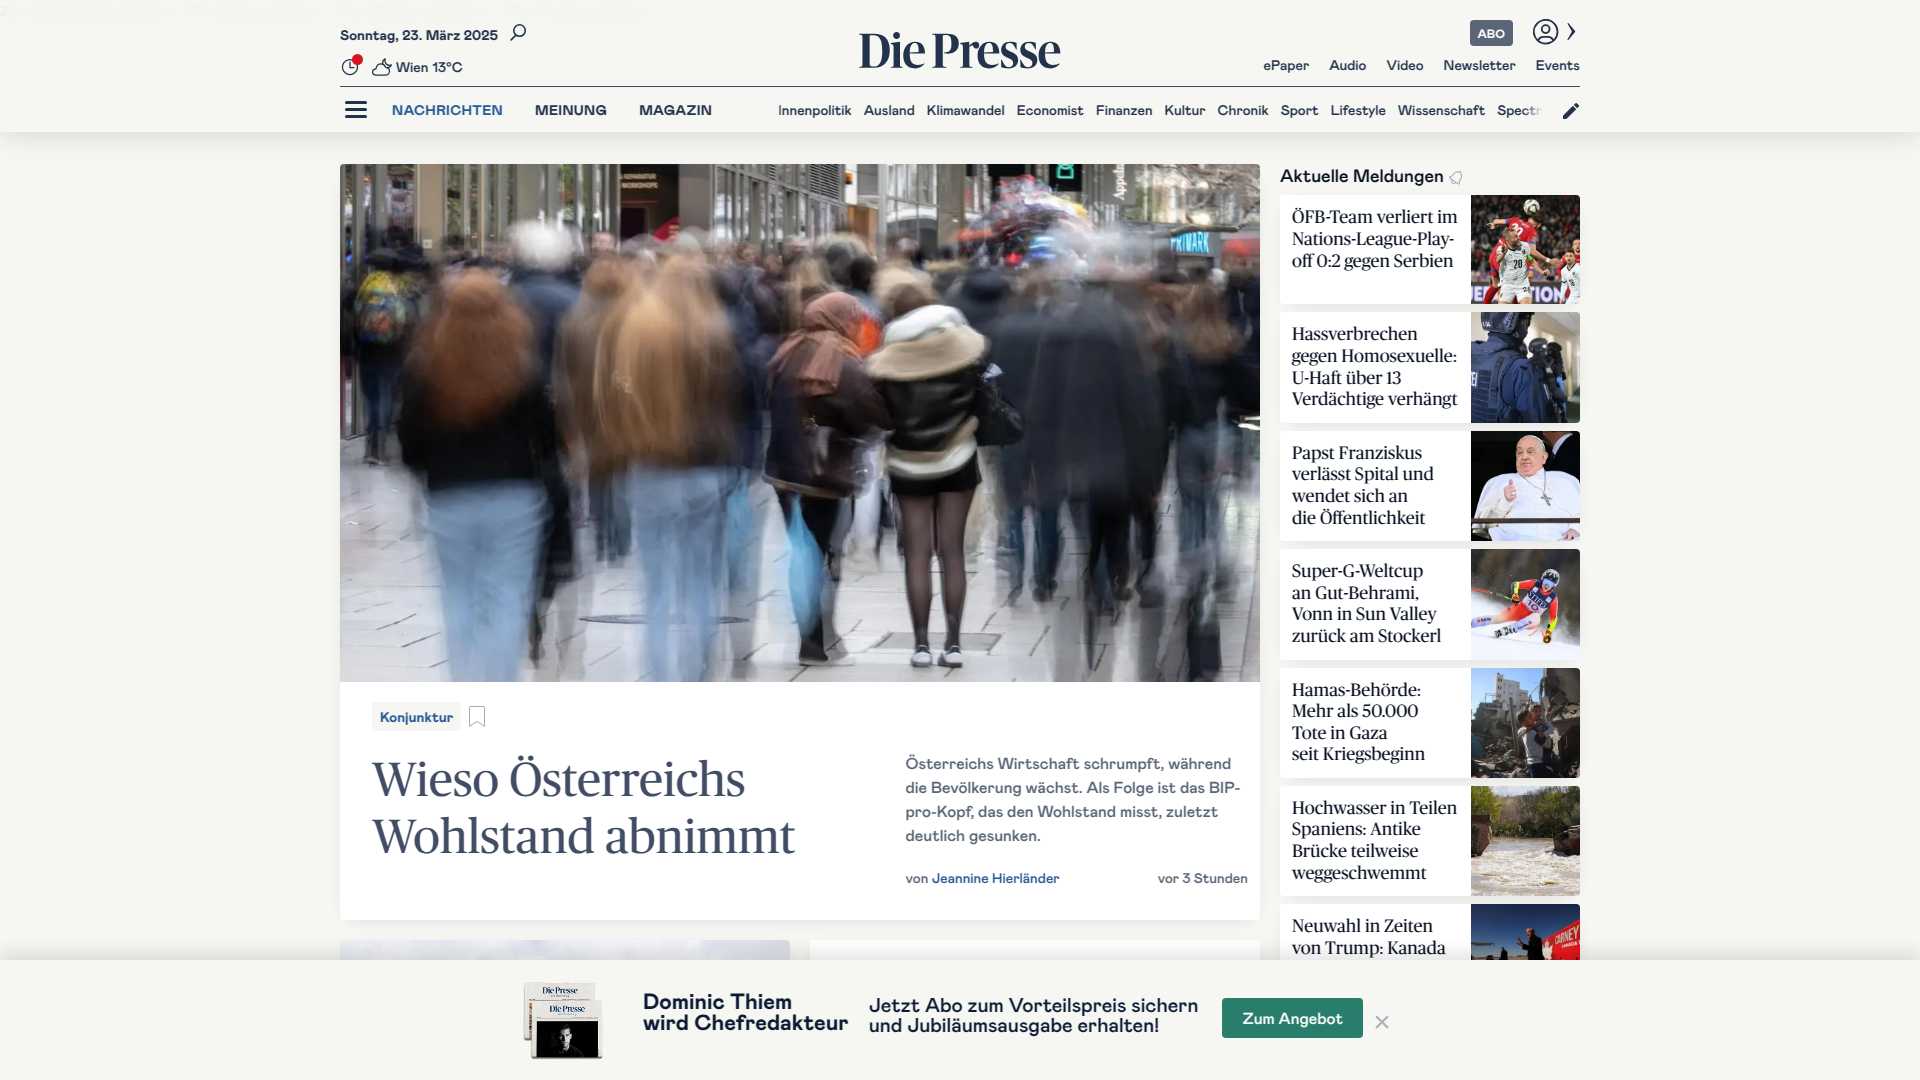 Sonntag, 23. März 2025
Wien 13°C
Die Presse
ABO
ePaper Audio Video Newsletter Events
NACHRICHTEN MEINUNG MAGAZIN
Innenpolitik Ausland Klimawandel Economist Finanzen Kultur Chronik Sport Lifestyle Wissenschaft Spectr
PRIMARK
Konjunktur
Wieso Österreichs
Wohlstand abnimmt
Österreichs Wirtschaft schrumpft, während
die Bevölkerung wächst. Als Folge ist das BIP-
pro-Kopf, das den Wohlstand misst, zuletzt
deutlich gesunken.
von Jeannine Hierländer
vor 3 Stunden
Aktuelle Meldungen
ÖFB-Team verliert im
Nations-League-Play-
off 0:2 gegen Serbien
20
Hassverbrechen
gegen Homosexuelle:
U-Haft über 13
Verdächtige verhängt
Papst Franziskus
verlässt Spital und
wendet sich an
die Öffentlichkeit
Super-G-Weltcup
an Gut-Behrami,
Vonn in Sun Valley
zurück am Stockerl
Hamas-Behörde:
Mehr als 50.000
Tote in Gaza
seit Kriegsbeginn
Hochwasser in Teilen
Spaniens: Antike
Brücke teilweise
weggeschwemmt
Neuwahl in Zeiten
von Trump: Kanada
CARNEY
Die Presse
Die Presse
Dominic Thiem
wird Chefredakteur
Jetzt Abo zum Vorteilspreis sichern
und Jubiläumsausgabe erhalten!
Zum Angebot